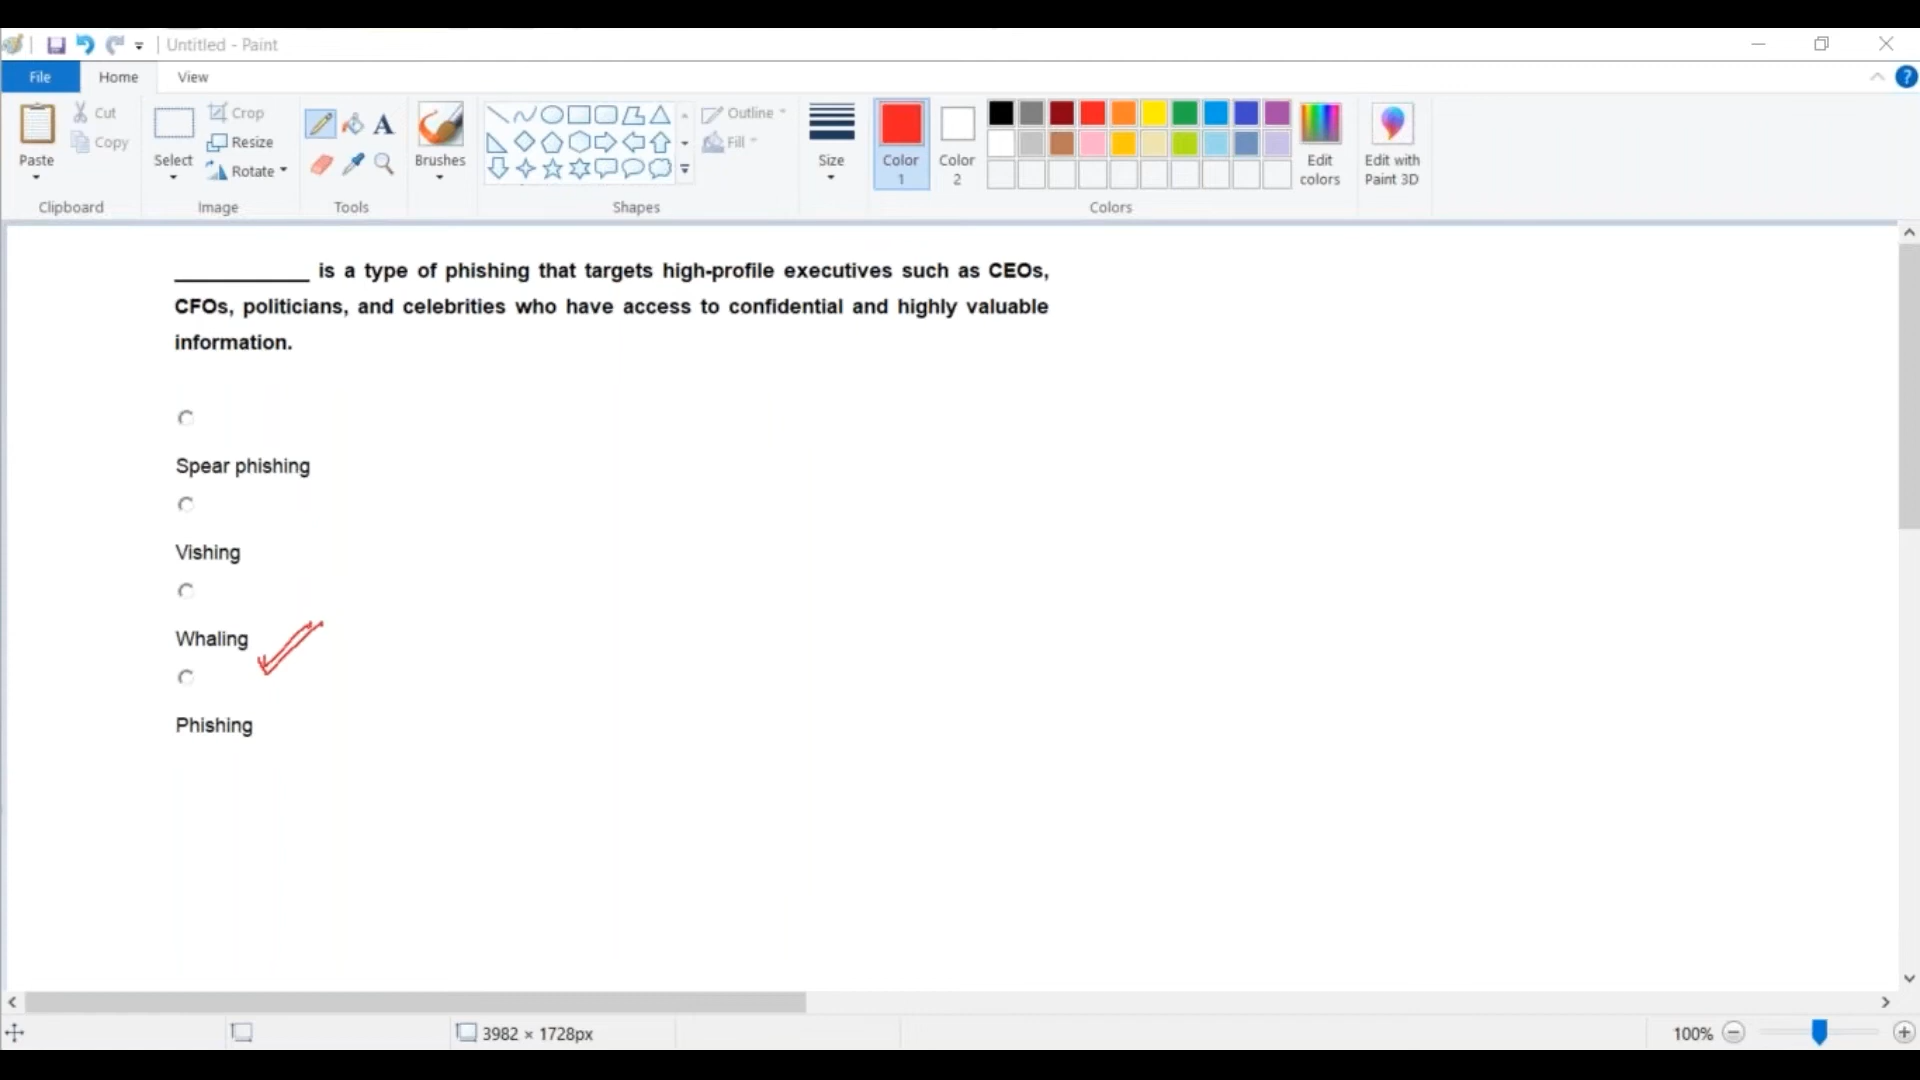 Untitled - Paint
File Home View
Paste
Cut
Copy
Clipboard
Select
Crop
Resize
Rotate
Image
A
Tools
Brushes
Shapes
Outline
Fill
Size
Color 1
Color 2
Edit colors
Colors
Edit with Paint 3D
____________ is a type of phishing that targets high-profile executives such as CEOs,
CFOs, politicians, and celebrities who have access to confidential and highly valuable
information.
Spear phishing
Vishing
Whaling
Phishing
3982 × 1728px
100%